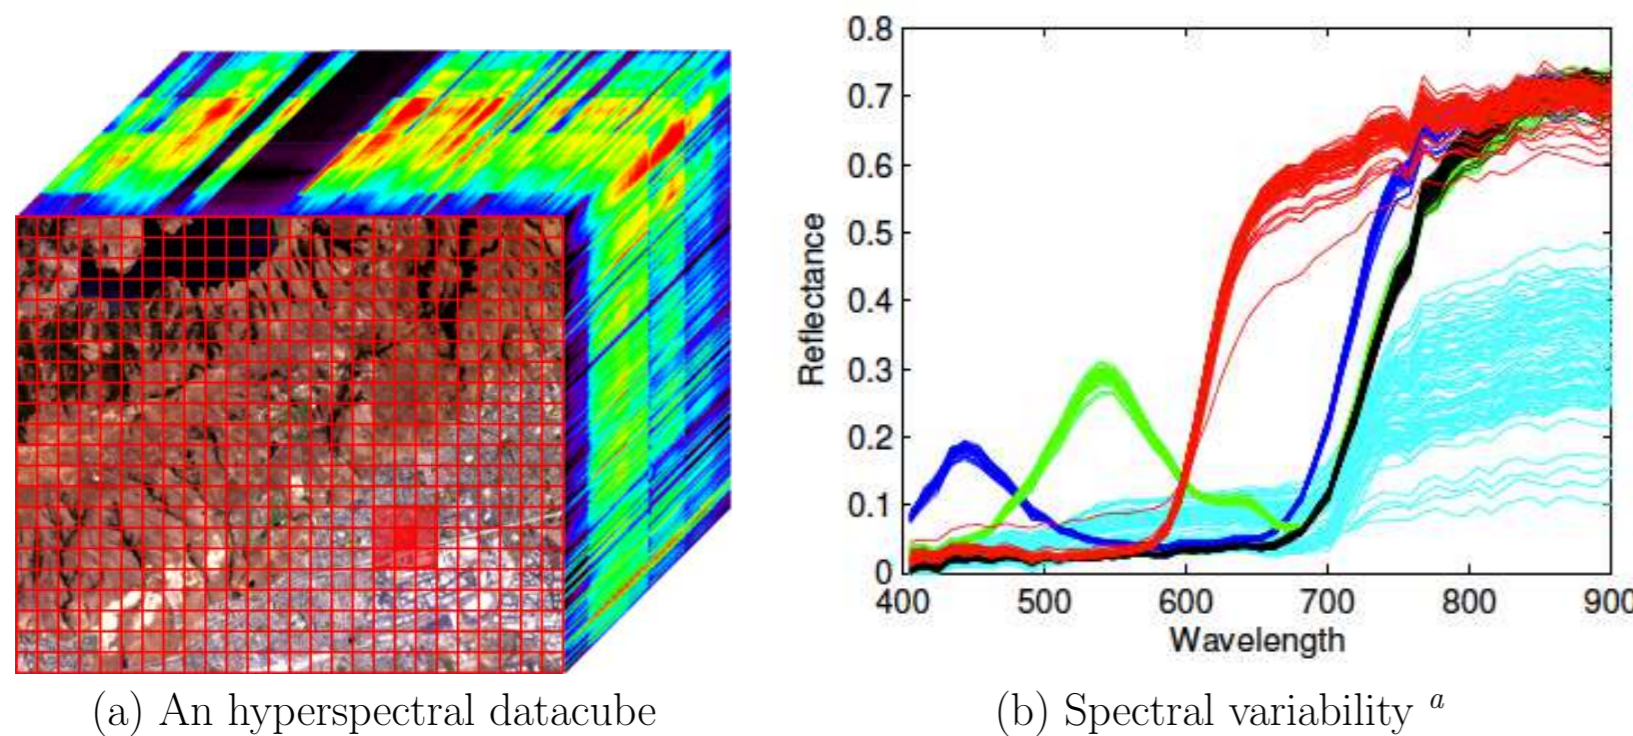 0.8
0.7
0.6
0.5
0.4
0.3
0.2
0.1
0
Reflectance
400 500 600 700 800 900
Wavelength
(a) An hyperspectral datacube
(b) Spectral variability a